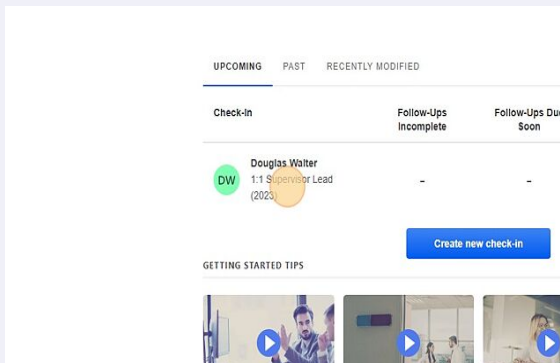 UPCOMING PAST RECENTLY MODIFIED
Check-In Follow-Ups Incomplete Follow-Ups Due Soon
DW
Douglas Walter
1:1 Supervisor Lead
(2023)
– –
Create new check-in
GETTING STARTED TIPS